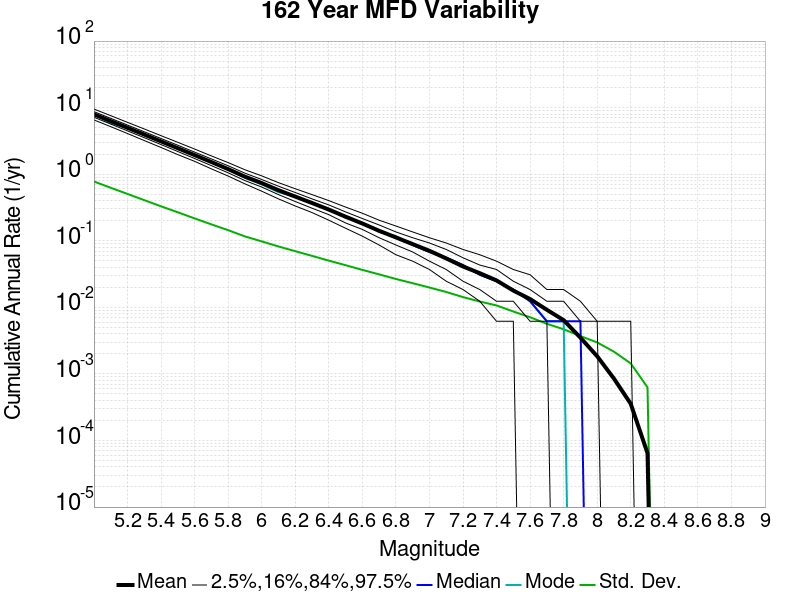 162 Year MFD Variability
Cumulative Annual Rate (1/yr)
10^2
10^1
10^0
10^-1
10^-2
10^-3
10^-4
10^-5
5.2 5.4 5.6 5.8 6 6.2 6.4 6.6 6.8 7 7.2 7.4 7.6 7.8 8 8.2 8.4 8.6 8.8 9
Magnitude
Mean 2.5%,16%,84%,97.5% Median Mode Std. Dev.